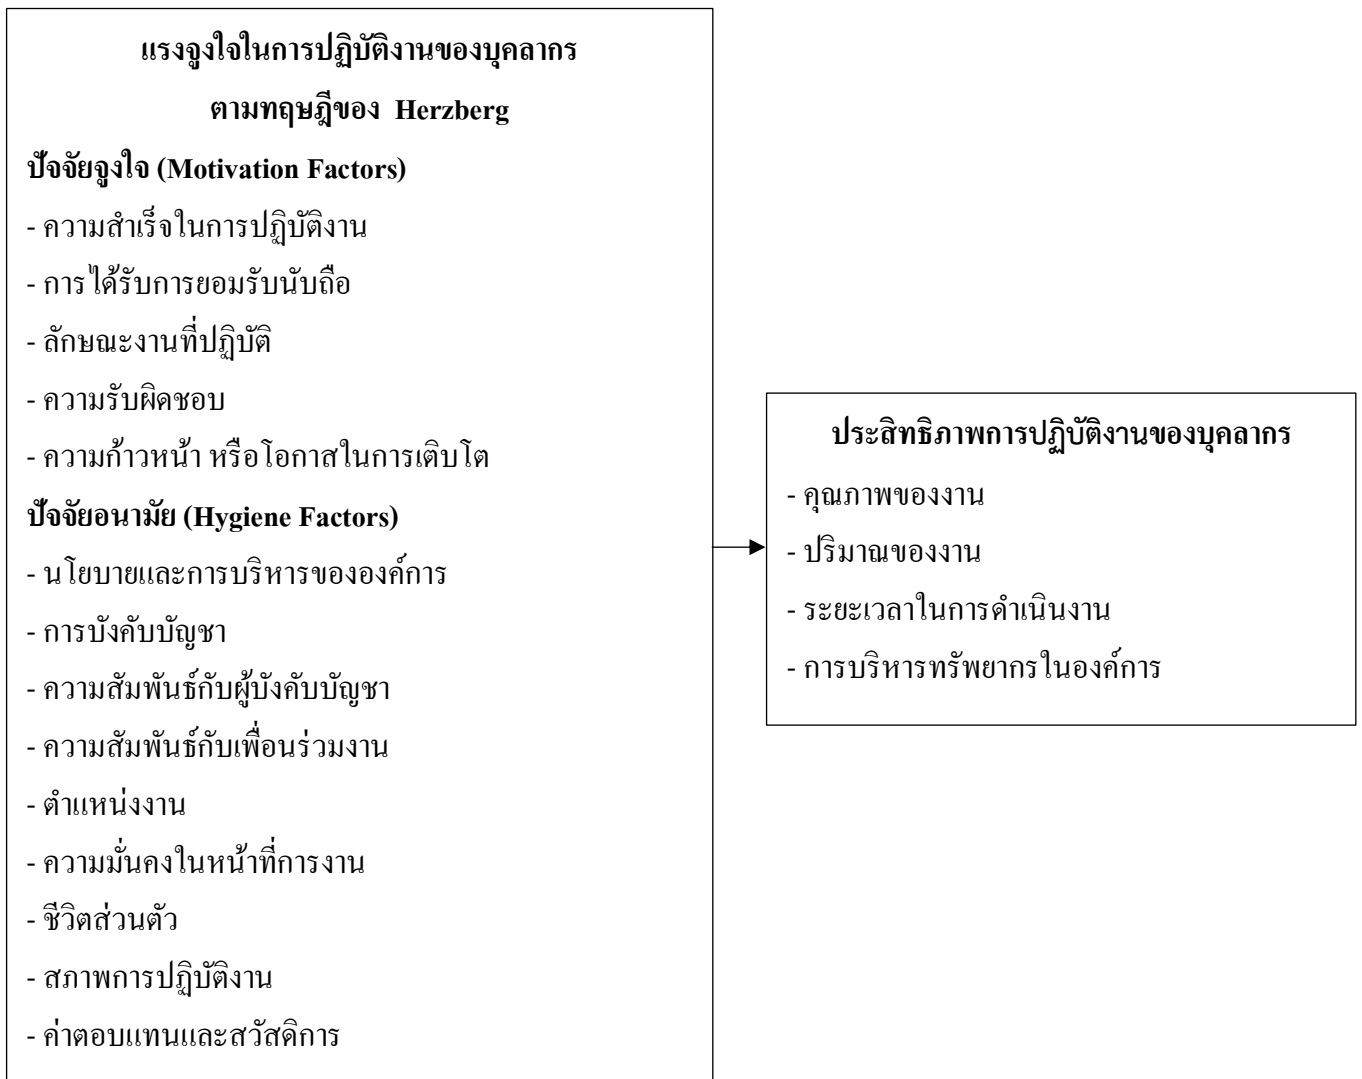 แรงจูงใจในการปฏิบัติงานของบุคลากร
ตามทฤษฎีของ Herzberg
ปัจจัยจูงใจ (Motivation Factors)
- ความสำเร็จในการปฏิบัติงาน
- การได้รับการยอมรับนับถือ
- ลักษณะงานที่ปฏิบัติ
- ความรับผิดชอบ
- ความก้าวหน้า หรือโอกาสในการเติบโต
ปัจจัยอนามัย (Hygiene Factors)
- นโยบายและการบริหารขององค์การ
- การบังคับบัญชา
- ความสัมพันธ์กับผู้บังคับบัญชา
- ความสัมพันธ์กับเพื่อนร่วมงาน
- ตำแหน่งงาน
- ความมั่นคงในหน้าที่การงาน
- ชีวิตส่วนตัว
- สภาพการปฏิบัติงาน
- ค่าตอบแทนและสวัสดิการ
ประสิทธิภาพการปฏิบัติงานของบุคลากร
- คุณภาพของงาน
- ปริมาณของงาน
- ระยะเวลาในการดำเนินงาน
- การบริหารทรัพยากรในองค์การ